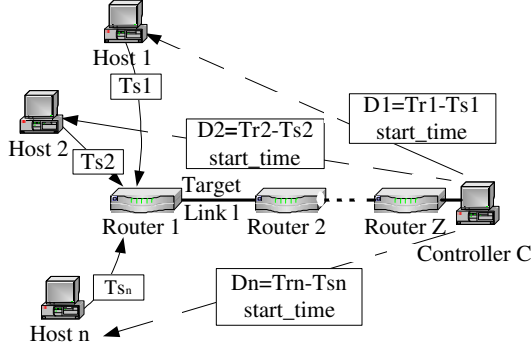 Host 1
Ts1
D1=Tr1-Ts1
start_time
D2=Tr2-Ts2
start_time
Host 2
Ts2
Target
Link l
Router 1
Router 2
Router Z
Controller C
Tsn
Dn=Trn-Tsn
start_time
Host n